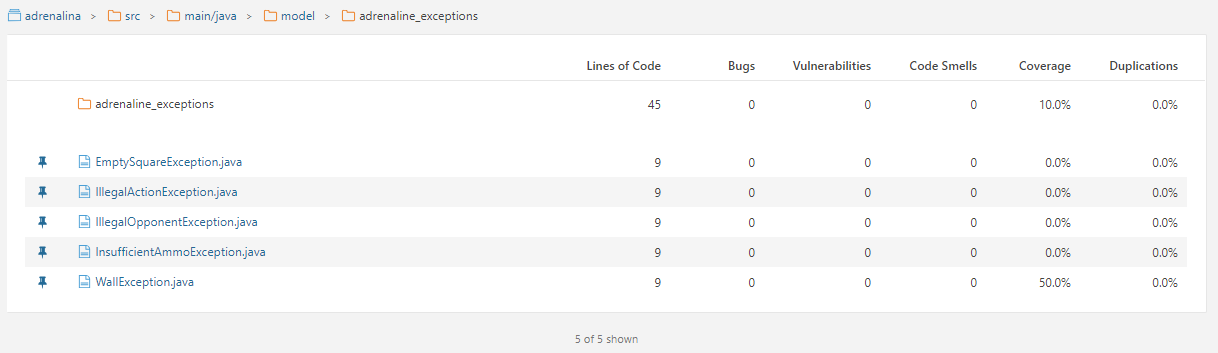 adrenalina > src > main/java > model > adrenaline_exceptions
Lines of Code Bugs Vulnerabilities Code Smells Coverage Duplications
adrenaline_exceptions 45 0 0 0 10.0% 0.0%
EmptySquareException.java 9 0 0 0 0.0% 0.0%
IllegalActionException.java 9 0 0 0 0.0% 0.0%
IllegalOpponentException.java 9 0 0 0 0.0% 0.0%
InsufficientAmmoException.java 9 0 0 0 0.0% 0.0%
WallException.java 9 0 0 0 50.0% 0.0%
5 of 5 shown